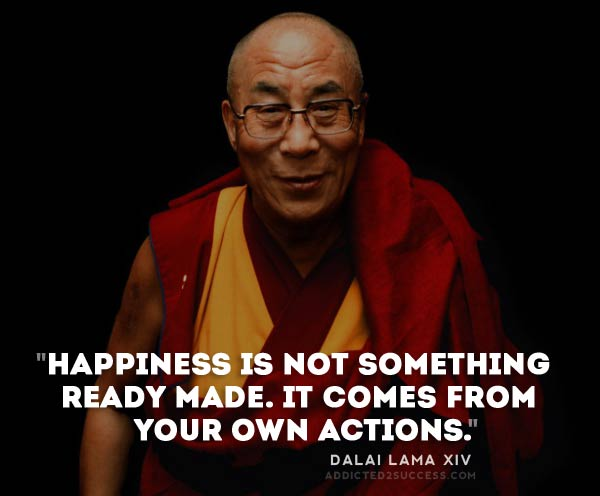 "HAPPINESS IS NOT SOMETHING
READY MADE. IT COMES FROM
YOUR OWN ACTIONS."
DALAI LAMA XIV
ADDICTED2SUCCESS.COM